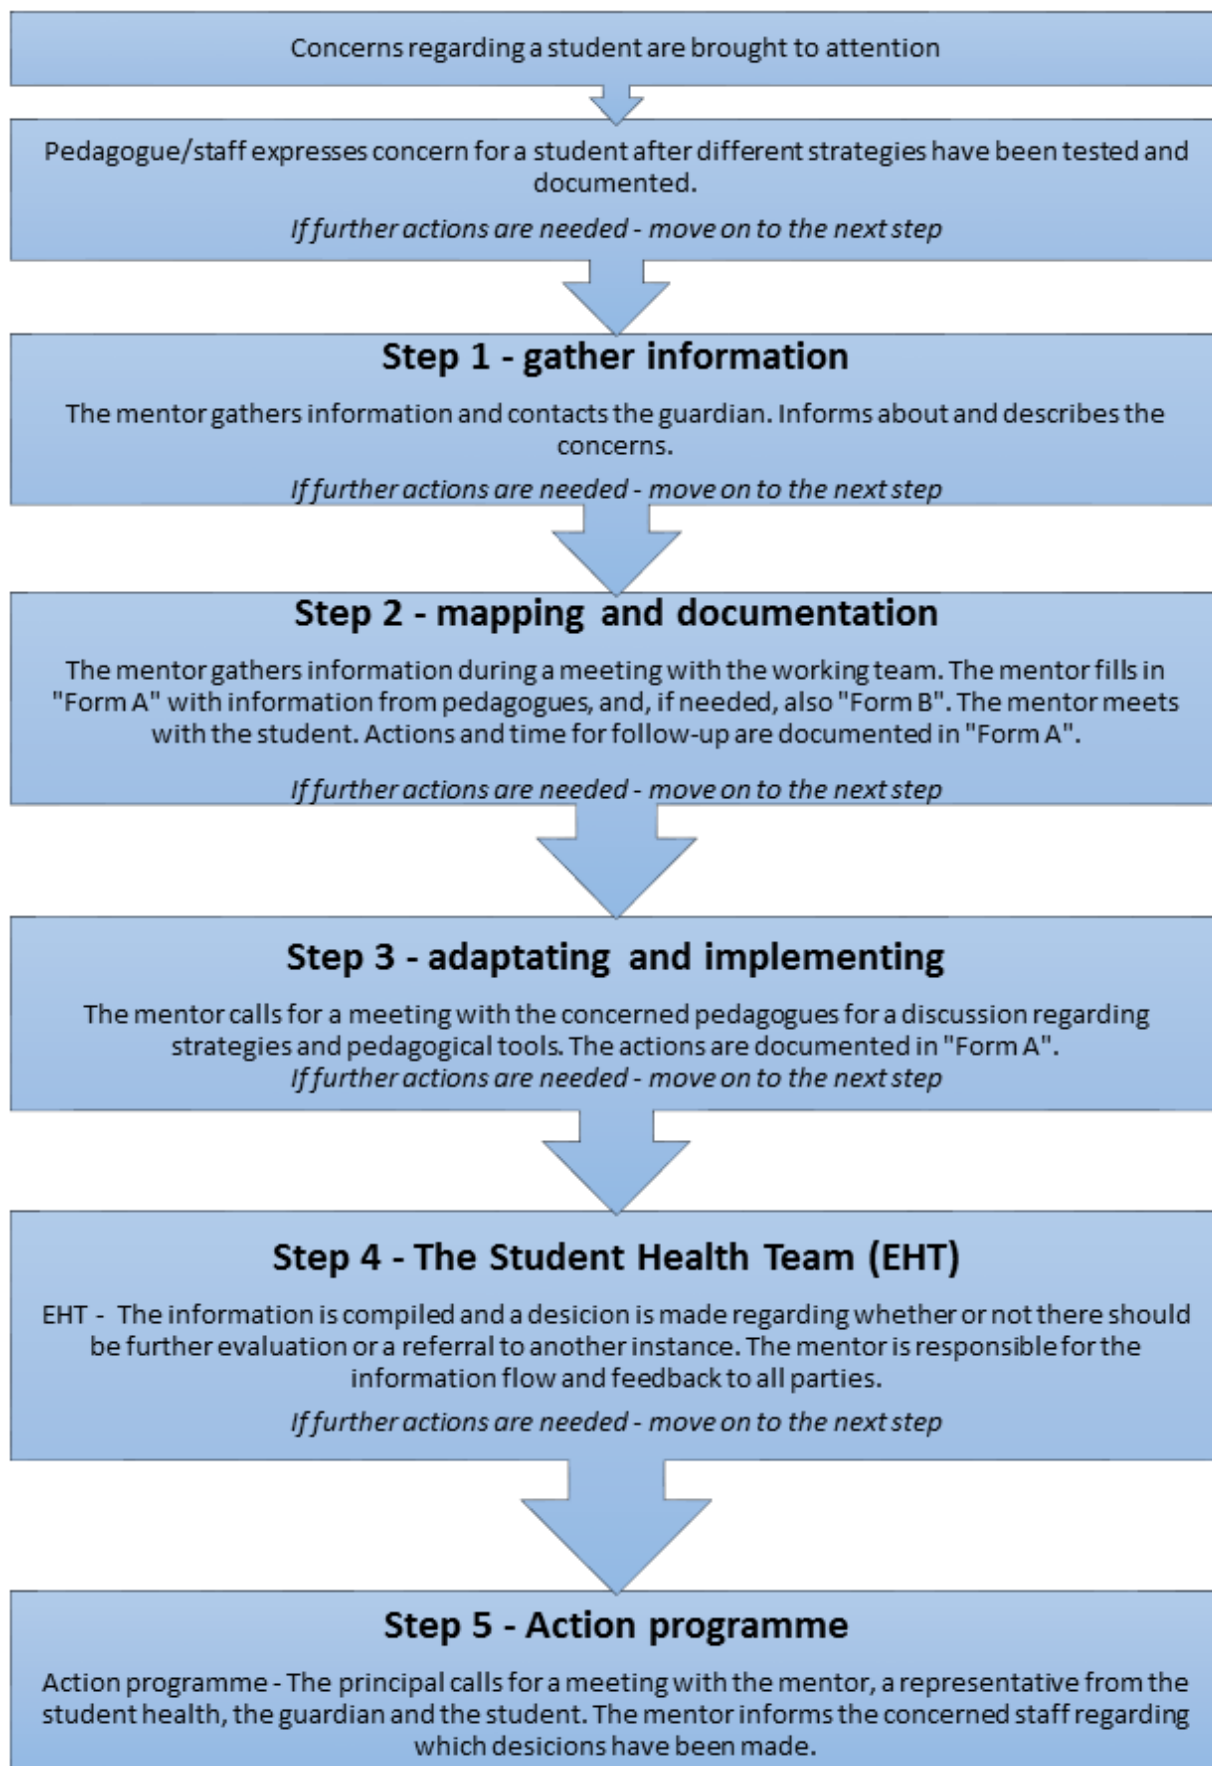 Concerns regarding a student are brought to attention
Pedagogue/staff expresses concern for a student after different strategies have been tested and
documented.
If further actions are needed - move on to the next step
Step 1 - gather information
The mentor gathers information and contacts the guardian. Informs about and describes the
concerns.
If further actions are needed - move on to the next step
Step 2 - mapping and documentation
The mentor gathers information during a meeting with the working team. The mentor fills in
"Form A" with information from pedagogues, and, if needed, also "Form B". The mentor meets
with the student. Actions and time for follow-up are documented in "Form A".
If further actions are needed - move on to the next step
Step 3 - adaptating and implementing
The mentor calls for a meeting with the concerned pedagogues for a discussion regarding
strategies and pedagogical tools. The actions are documented in "Form A".
If further actions are needed - move on to the next step
Step 4 - The Student Health Team (EHT)
EHT - The information is compiled and a desicion is made regarding whether or not there should
be further evaluation or a referral to another instance. The mentor is responsible for the
information flow and feedback to all parties.
If further actions are needed - move on to the next step
Step 5 - Action programme
Action programme - The principal calls for a meeting with the mentor, a representative from the
student health, the guardian and the student. The mentor informs the concerned staff regarding
which desicions have been made.